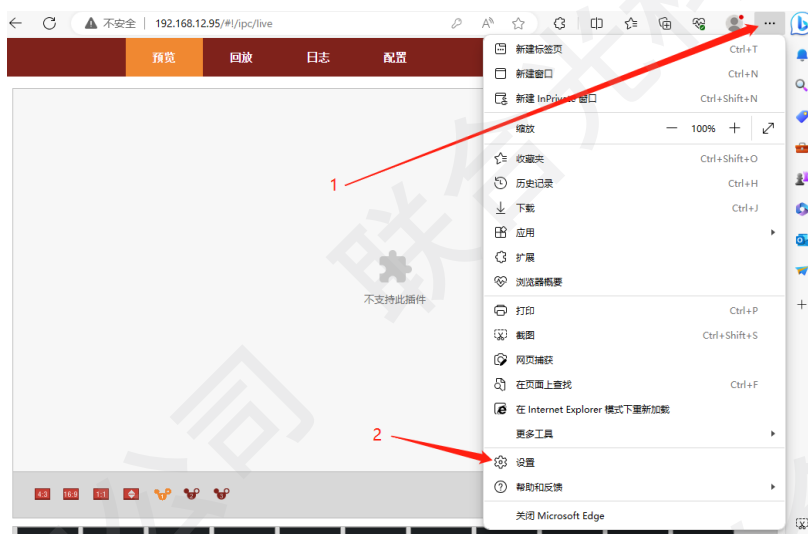 不安全 | 192.168.12.95/#!/ipc/live
预览 回放 日志 配置
新建标签页 Ctrl+T
新建窗口 Ctrl+N
新建 InPrivate 窗口 Ctrl+Shift+N
缩放 — 100% +
收藏夹 Ctrl+Shift+O
1
历史记录 Ctrl+H
下载 Ctrl+J
应用
扩展
浏览器概要
不支持此插件
打印 Ctrl+P
截图 Ctrl+Shift+S
网页捕获
在页面上查找 Ctrl+F
在 Internet Explorer 模式下重新加载
更多工具
2
设置
帮助和反馈
关闭 Microsoft Edge
4:3 16:9 1:1
联合光
公司